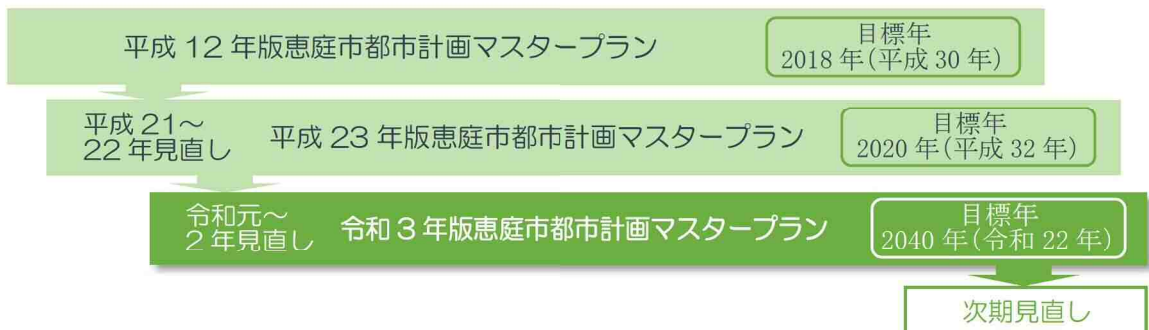 平成 12 年版恵庭市都市計画マスタープラン
目標年
2018 年(平成 30 年)
平成 21～
22 年見直し
平成 23 年版恵庭市都市計画マスタープラン
目標年
2020 年(平成 32 年)
令和元～
2 年見直し
令和 3 年版恵庭市都市計画マスタープラン
目標年
2040 年(令和 22 年)
次期見直し